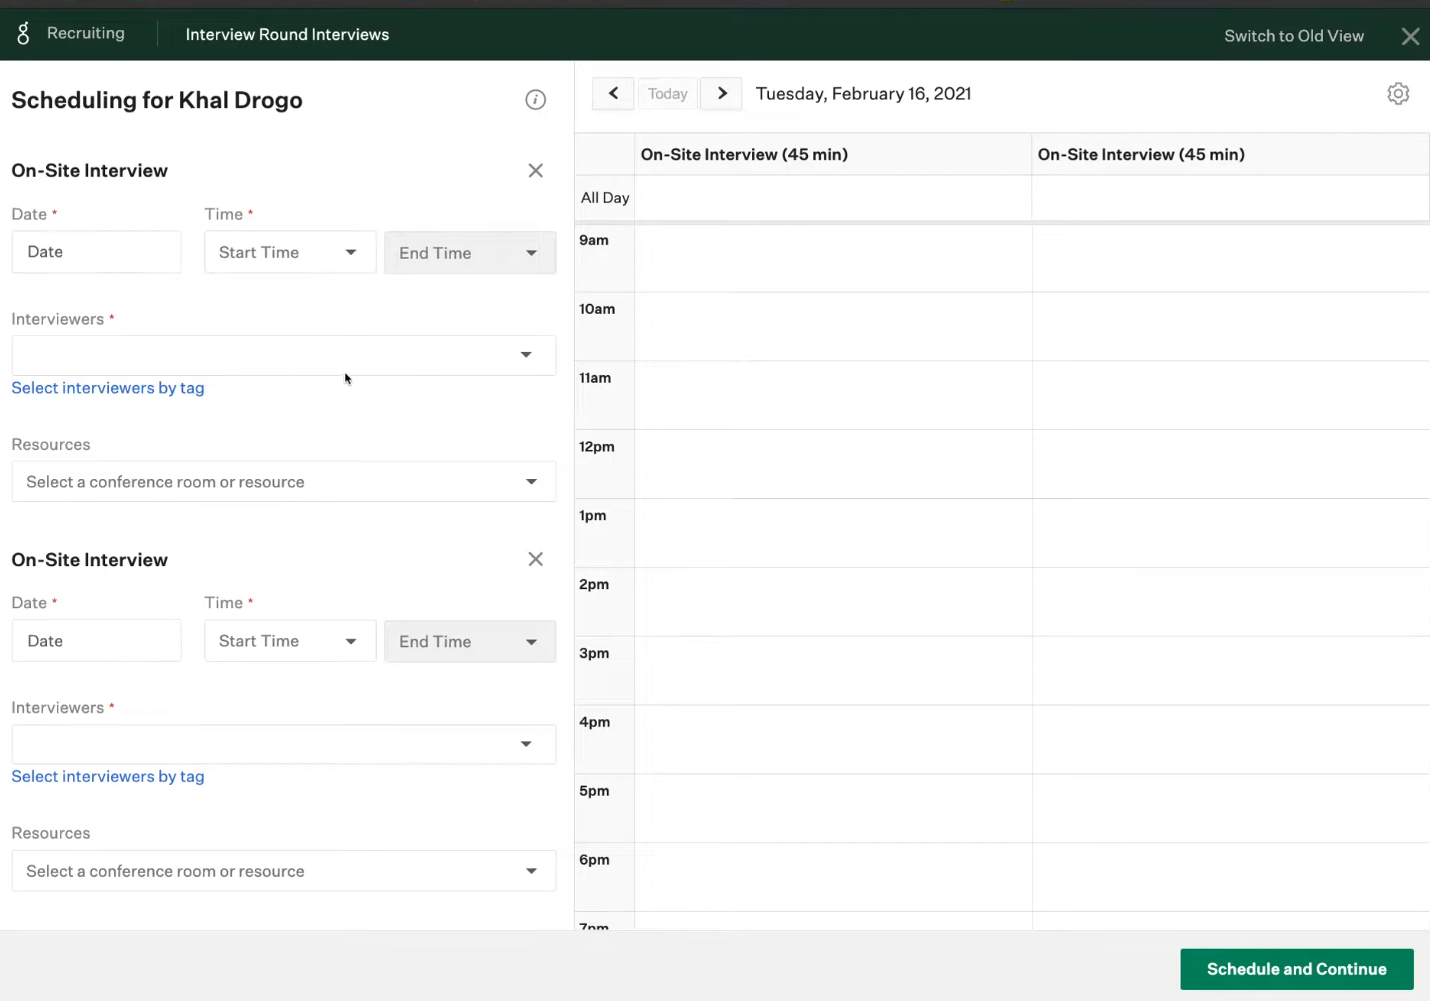 Recruiting
Interview Round Interviews
Switch to Old View
Scheduling for Khal Drogo
On-Site Interview
Date *
Time *
Date
Start Time
End Time
Interviewers *
Select interviewers by tag
Resources
Select a conference room or resource
On-Site Interview
Date *
Time *
Date
Start Time
End Time
Interviewers *
Select interviewers by tag
Resources
Select a conference room or resource
Today
Tuesday, February 16, 2021
On-Site Interview (45 min)
On-Site Interview (45 min)
All Day
9am
10am
11am
12pm
1pm
2pm
3pm
4pm
5pm
6pm
7pm
Schedule and Continue